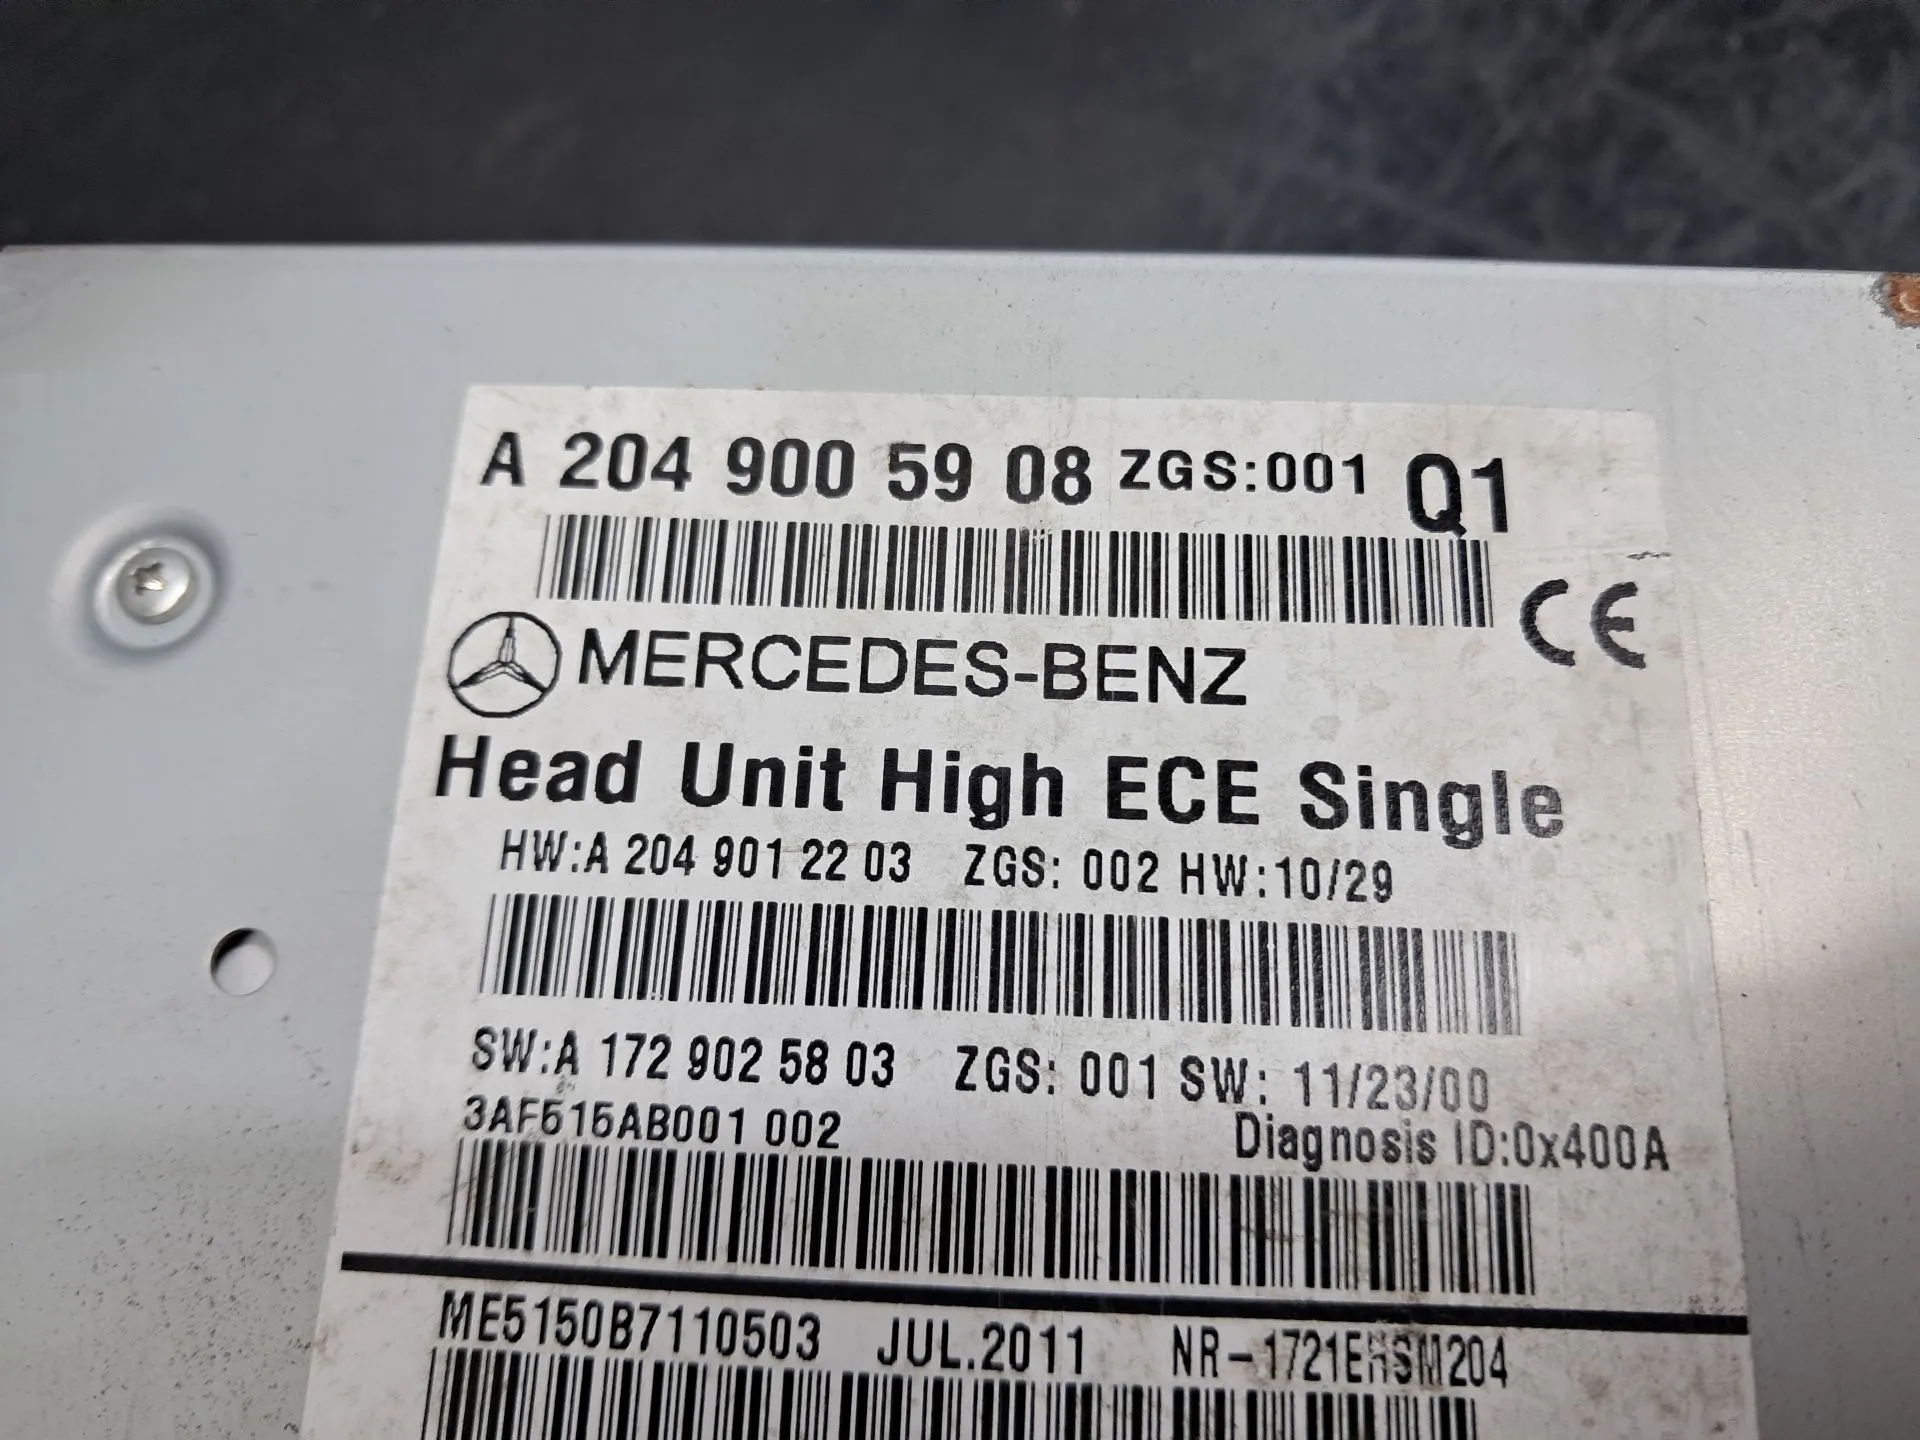 A 204 900 59 08 ZGS:001 Q1
CE
MERCEDES-BENZ
Head Unit High ECE Single
HW:A 204 901 22 03 ZGS: 002 HW:10/29
SW:A 172 902 58 03 ZGS: 001 SW: 11/23/00
3AF515AB001 002 Diagnosis ID:0x400A
ME5150B7110503 JUL.2011 NR-1721EHSM204